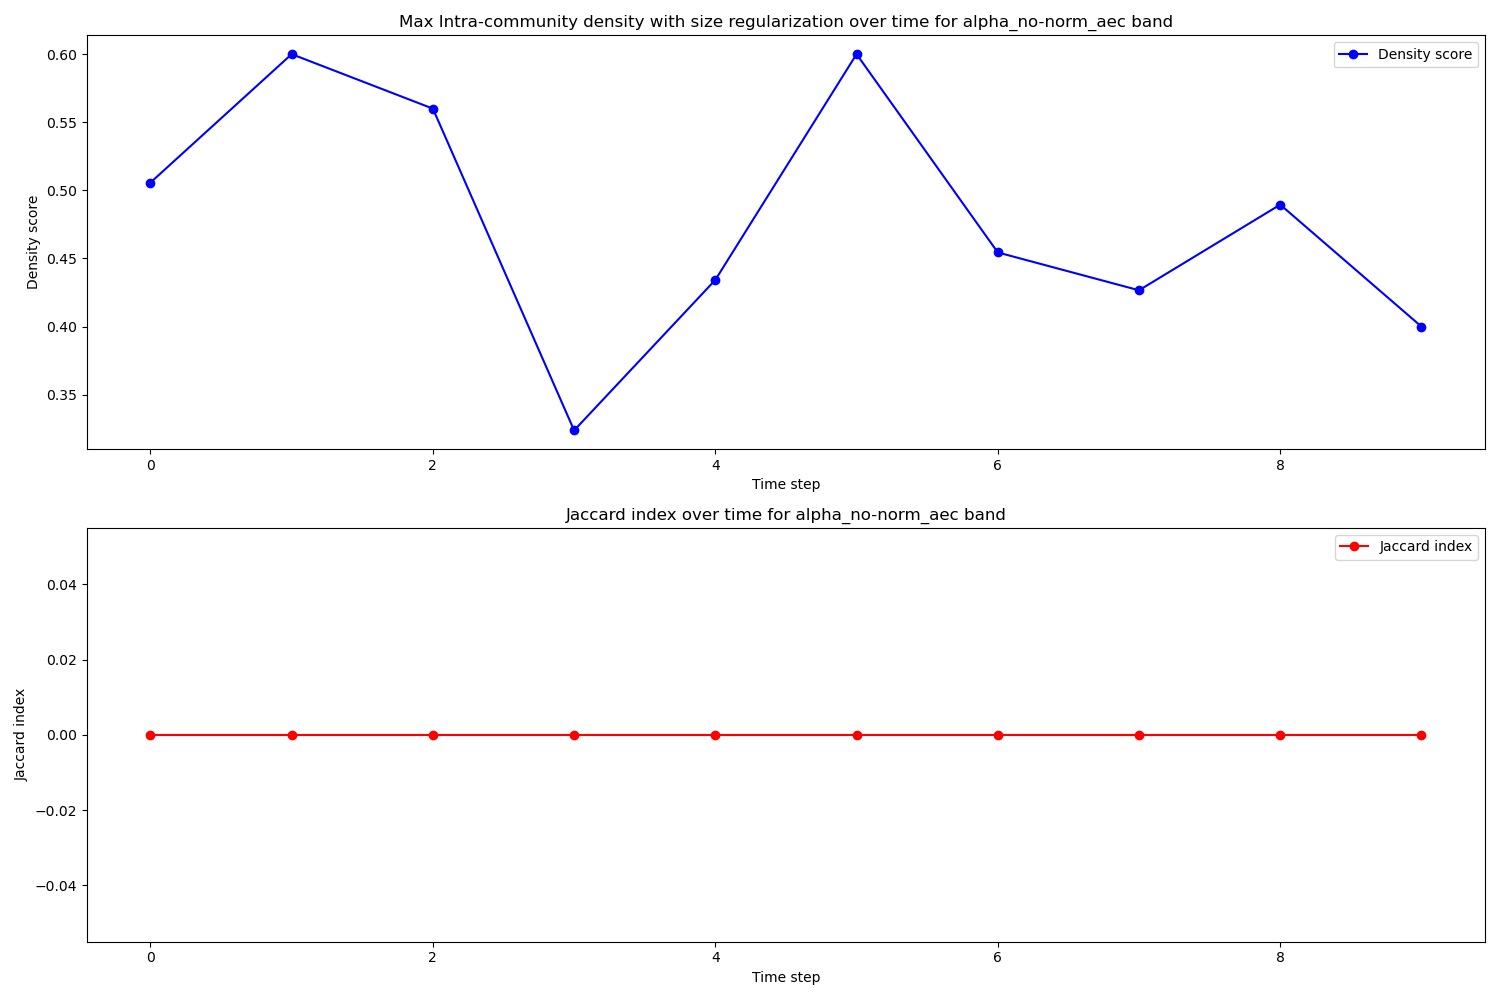 Max Intra-community density with size regularization over time for alpha_no-norm_aec band
Density score
0.60
0.55
0.50
0.45
0.40
0.35
Density score
0 2 4 6 8
Time step
Jaccard index over time for alpha_no-norm_aec band
Jaccard index
0.04
0.02
0.00
−0.02
−0.04
Jaccard index
0 2 4 6 8
Time step